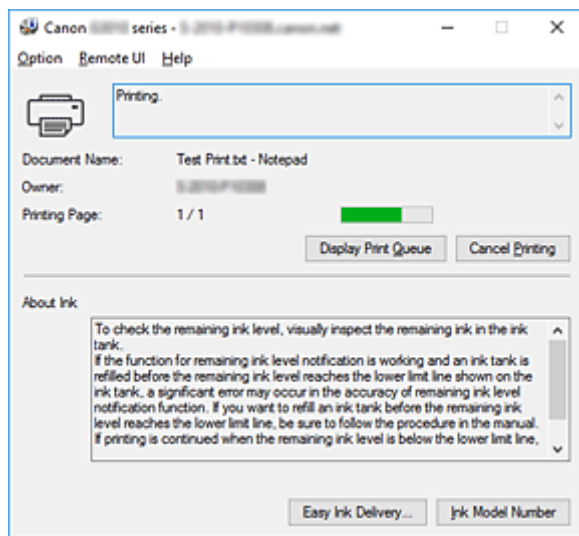 Canon series -
Option Remote UI Help
Printing.
Document Name: Test Print.txt - Notepad
Owner:
Printing Page: 1 / 1
Display Print Queue Cancel Printing
About Ink
To check the remaining ink level, visually inspect the remaining ink in the ink
tank.
If the function for remaining ink level notification is working and an ink tank is
refilled before the remaining ink level reaches the lower limit line shown on the
ink tank, a significant error may occur in the accuracy of remaining ink level
notification function. If you want to refill an ink tank before the remaining ink
level reaches the lower limit line, be sure to follow the procedure in the manual.
If printing is continued when the remaining ink level is below the lower limit line,
Easy Ink Delivery... Ink Model Number